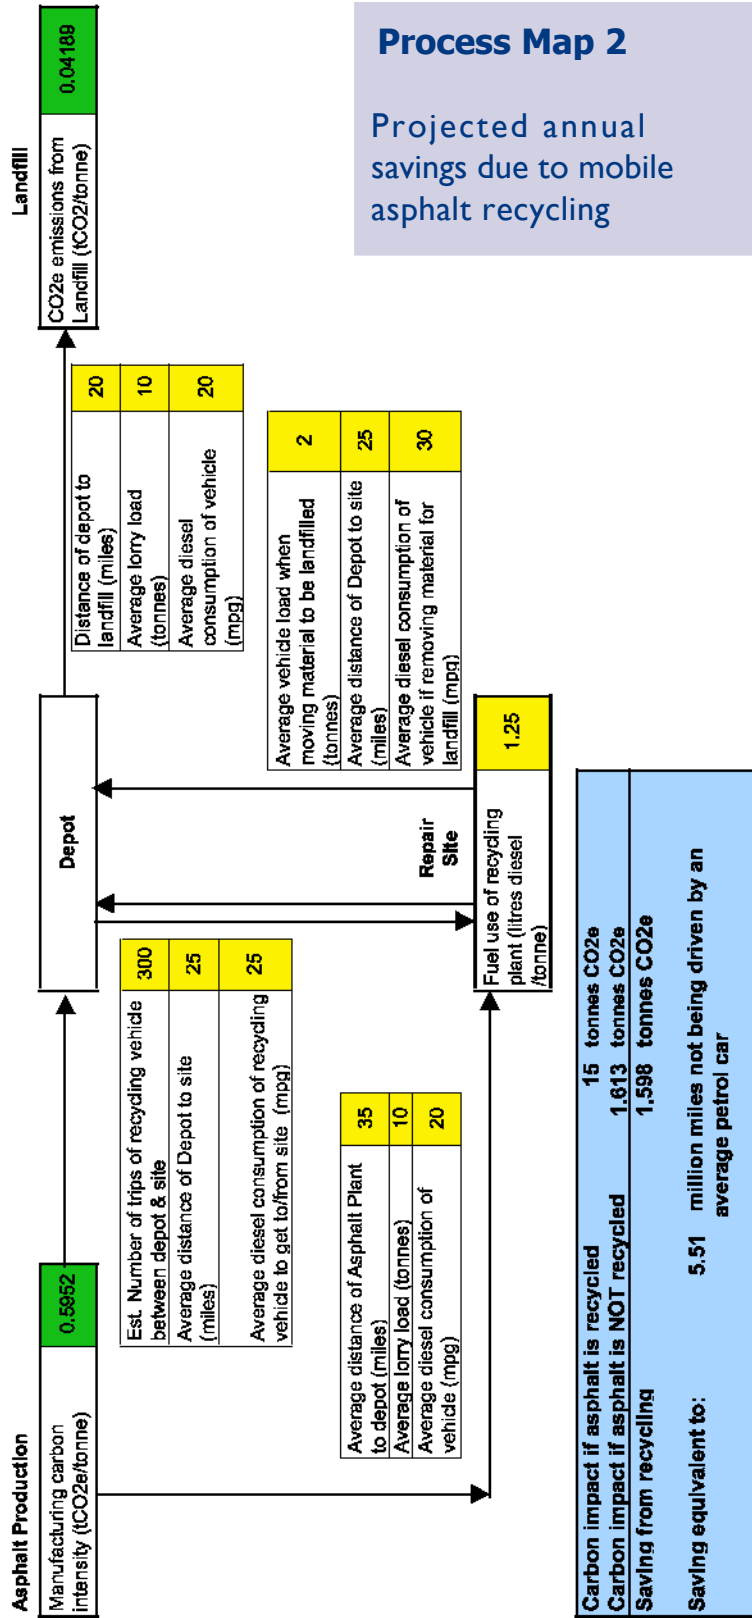 Process Map 2
Projected annual
savings due to mobile
asphalt recycling
Asphalt Production
Manufacturing carbon
intensity (tCO2e/tonne)
0.5952
Depot
Landfill
CO2e emissions from
Landfill (tCO2/tonne)
0.04189
Est. Number of trips of recycling vehicle
between depot & site
300
Average distance of Depot to site
(miles)
25
Average diesel consumption of recycling
vehicle to get to/from site (mpg)
25
Distance of depot to
landfill (miles)
20
Average lorry load
(tonnes)
10
Average diesel
consumption of vehicle
(mpg)
20
Average distance of Asphalt Plant
to depot (miles)
35
Average lorry load (tonnes)
10
Average diesel consumption of
vehicle (mpg)
20
Average vehicle load when
moving material to be landfilled
(tonnes)
2
Average distance of Depot to site
(miles)
25
Average diesel consumption of
vehicle if removing material for
landfill (mpg)
30
Repair
Site
Fuel use of recycling
plant (litres diesel
/tonne)
1.25
Carbon impact if asphalt is recycled 15 tonnes CO2e
Carbon impact if asphalt is NOT recycled 1.613 tonnes CO2e
Saving from recycling 1.598 tonnes CO2e
Saving equivalent to: 5.51 million miles not being driven by an
average petrol car